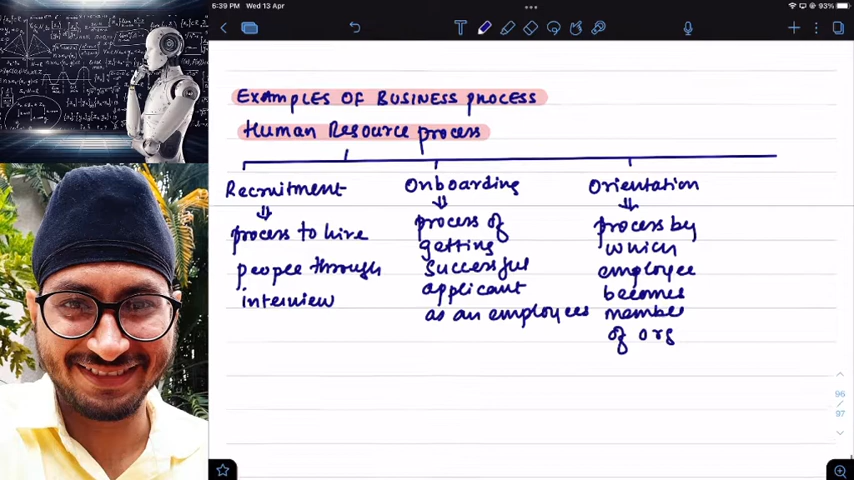 5:39 PM Wed 13 Apr
93%
EXAMPLES OF BUSINESS PROCESS
Human Resource process
Recruitment
process to hire
people through
interview
Onboarding
process of
getting
successful
applicant
as an employees
Orientation
process by
which
employee
becomes
member
of org
96
/
97